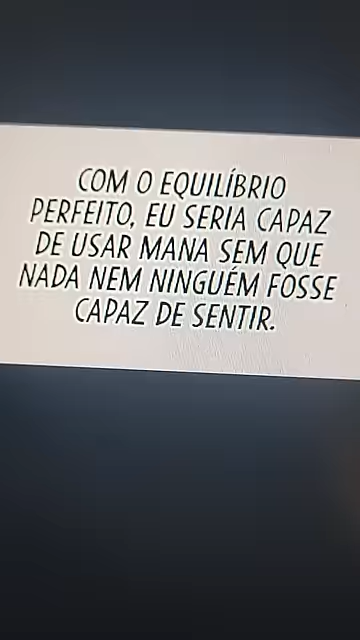 COM O EQUILÍBRIO
PERFEITO, EU SERIA CAPAZ
DE USAR MANA SEM QUE
NADA NEM NINGUÉM FOSSE
CAPAZ DE SENTIR.